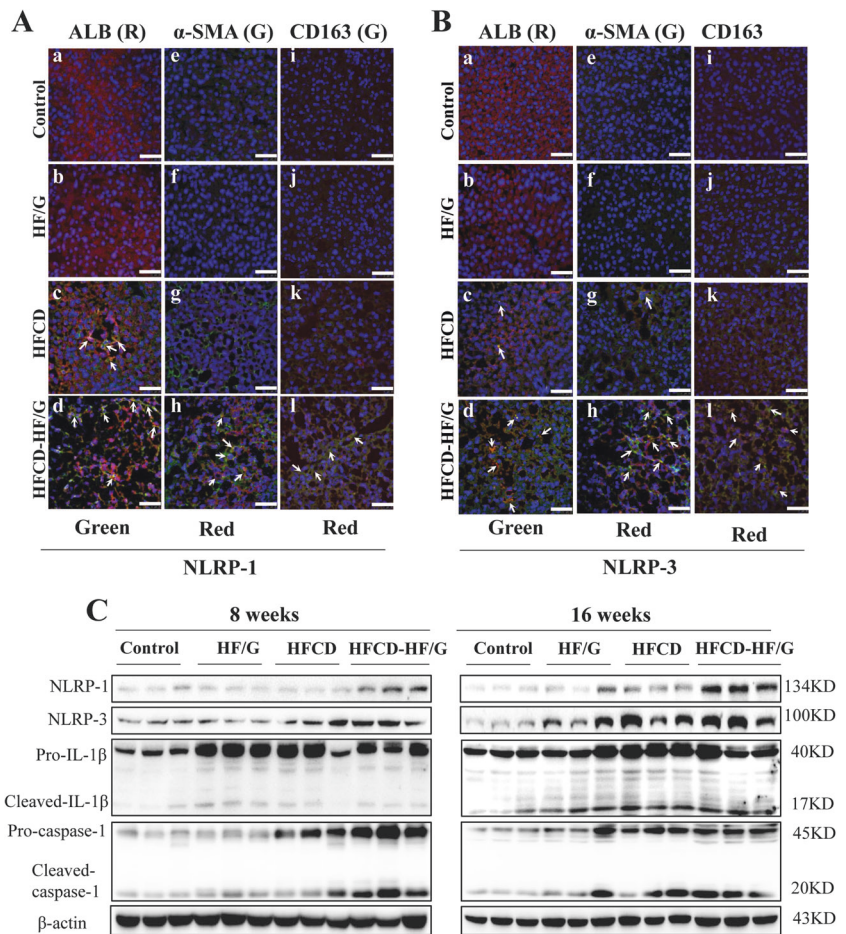 A
ALB (R) α-SMA (G) CD163 (G)
Control a e i
HF/G b f j
HFCD c g k
HFCD-HF/G d h l
Green Red Red
NLRP-1
B
ALB (R) α-SMA (G) CD163
Control a e i
HF/G b f j
HFCD c g k
HFCD-HF/G d h l
Green Red Red
NLRP-3
C
8 weeks 16 weeks
Control HF/G HFCD HFCD-HF/G Control HF/G HFCD HFCD-HF/G
NLRP-1 134KD
NLRP-3 100KD
Pro-IL-1β 40KD
Cleaved-IL-1β 17KD
Pro-caspase-1 45KD
Cleaved-
caspase-1 20KD
β-actin 43KD